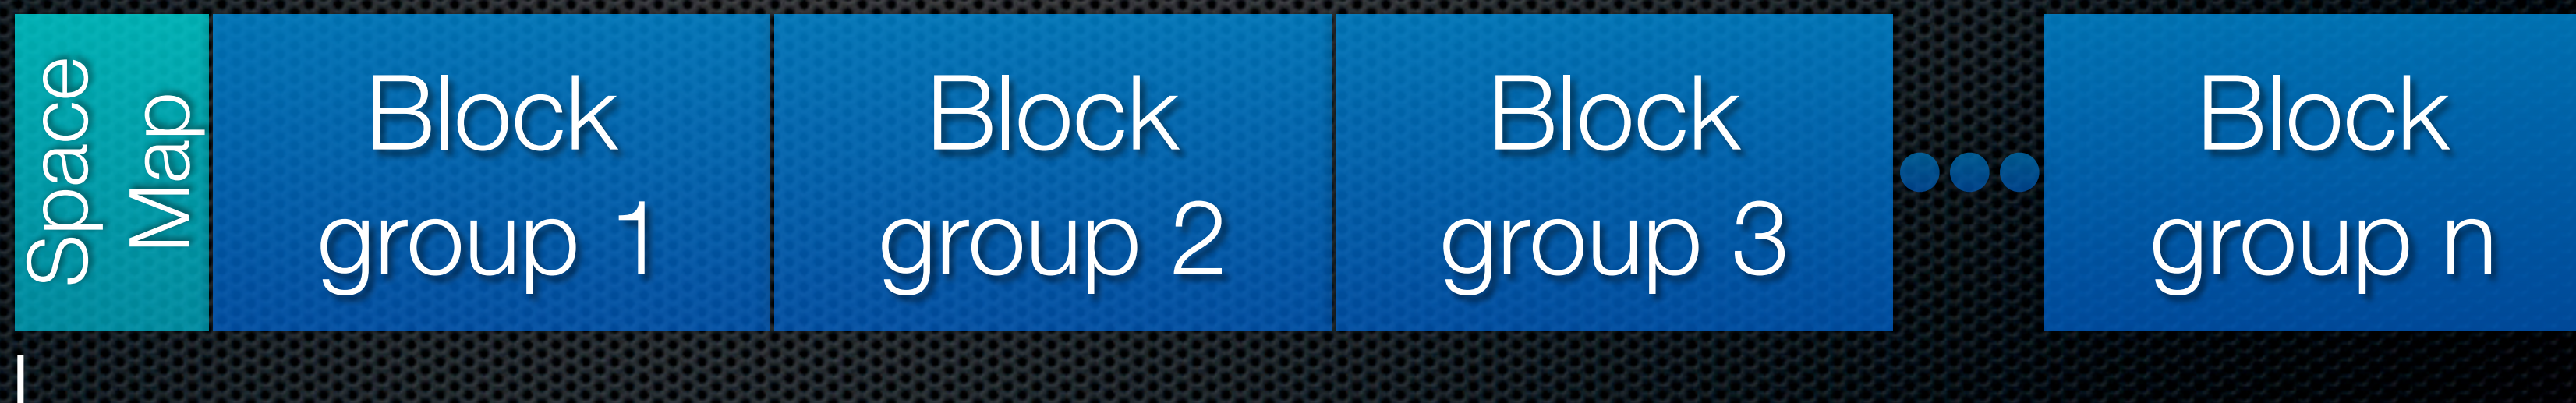 Space
Map
Block
group 1
Block
group 2
Block
group 3
Block
group n